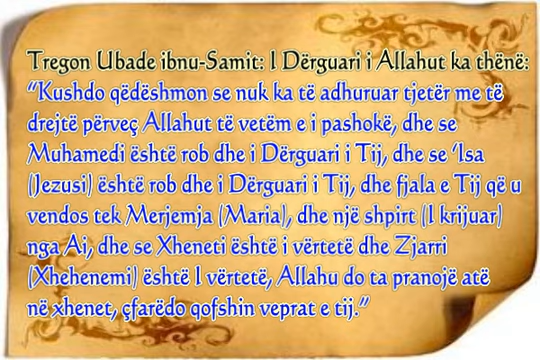 Tregon Ubade ibnu-Samit: I Dërguari i Allahut ka thënë:
“Kushdo qëdëshmon se nuk ka të adhuruar tjetër me të
drejtë përveç Allahut të vetëm e i pashokë, dhe se
Muhamedi është rob dhe i Dërguari i Tij, dhe se ‘Isa
(Jezusi) është rob dhe i Dërguari i Tij, dhe fjala e Tij që u
vendos tek Merjemja (Maria), dhe një shpirt (I krijuar)
nga Ai, dhe se Xheneti është i vërtetë dhe Zjarri
(Xhehenemi) është I vërtetë, Allahu do ta pranojë atë
në xhenet, çfarëdo qofshin veprat e tij.”